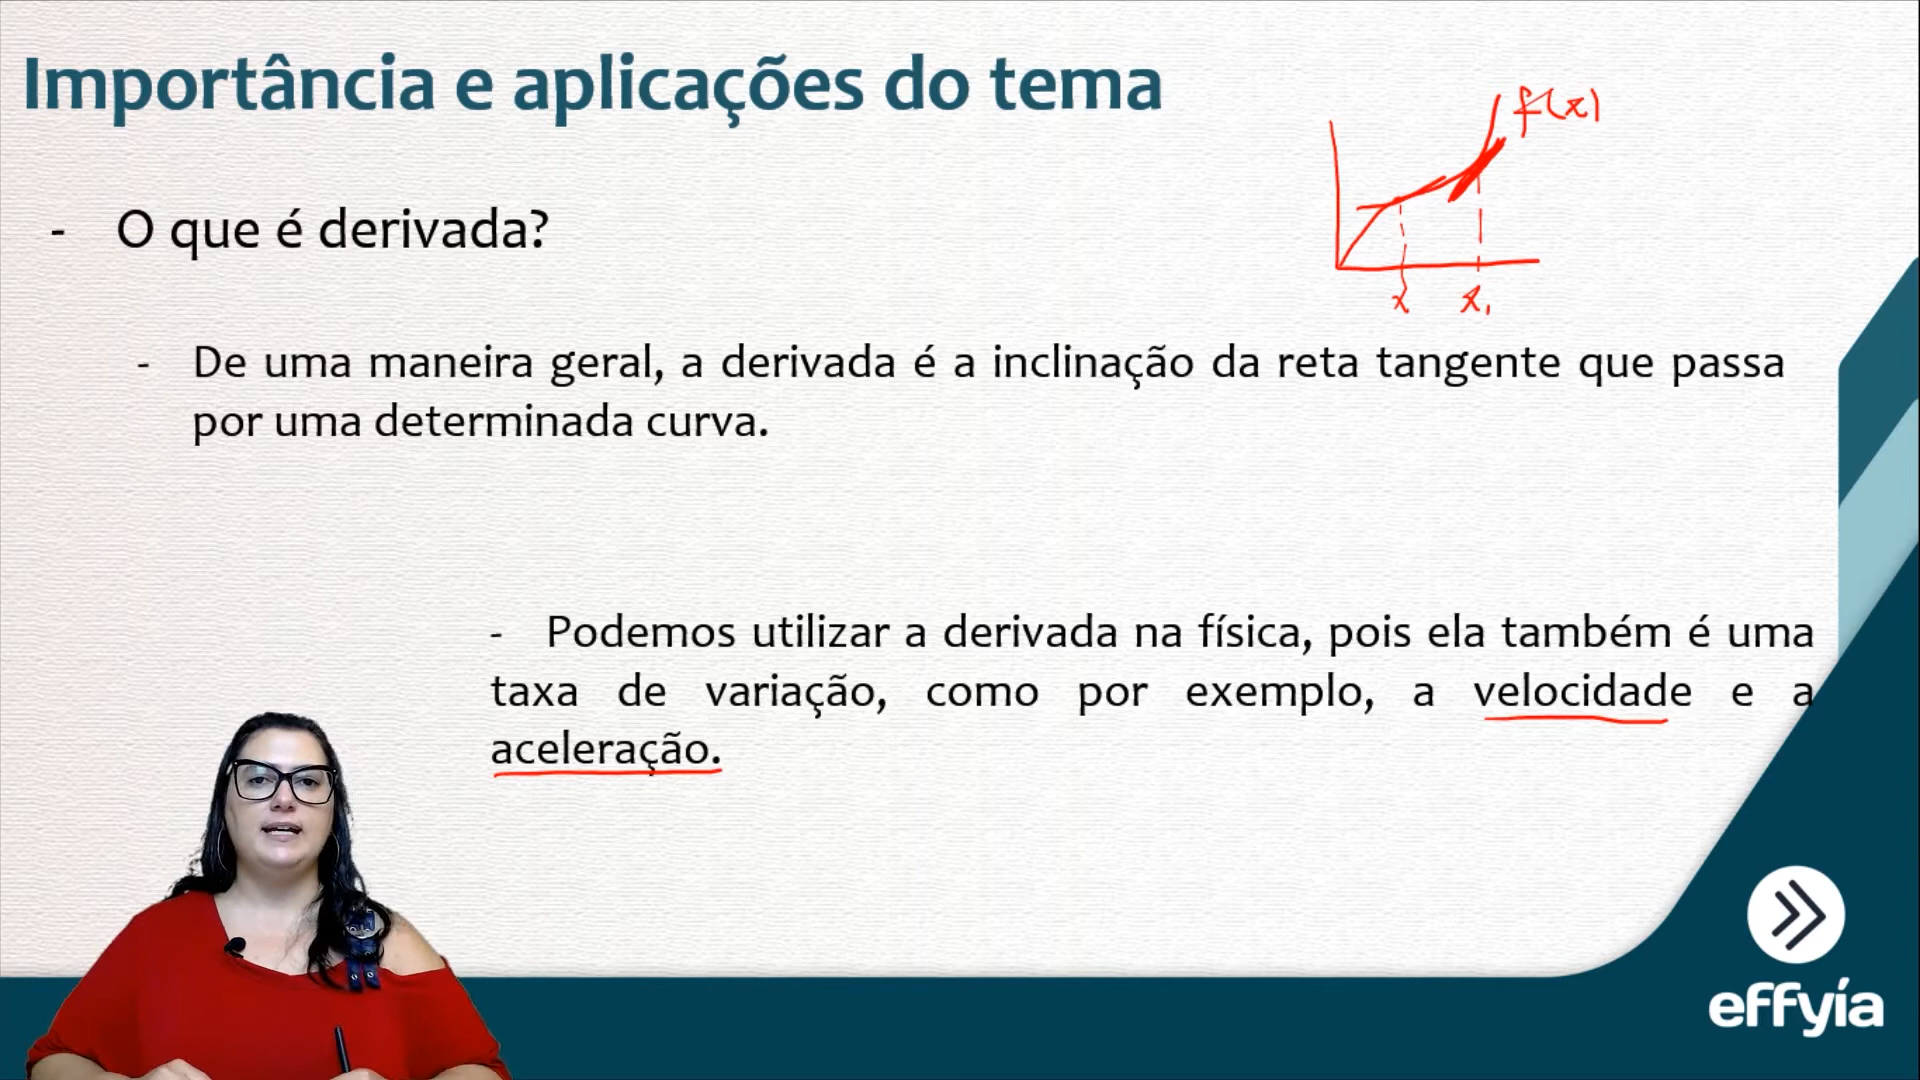 Importância e aplicações do tema
f(x)
- O que é derivada?
x x₁
- De uma maneira geral, a derivada é a inclinação da reta tangente que passa
por uma determinada curva.
- Podemos utilizar a derivada na física, pois ela também é uma
taxa de variação, como por exemplo, a velocidade e a
aceleração.
effyía